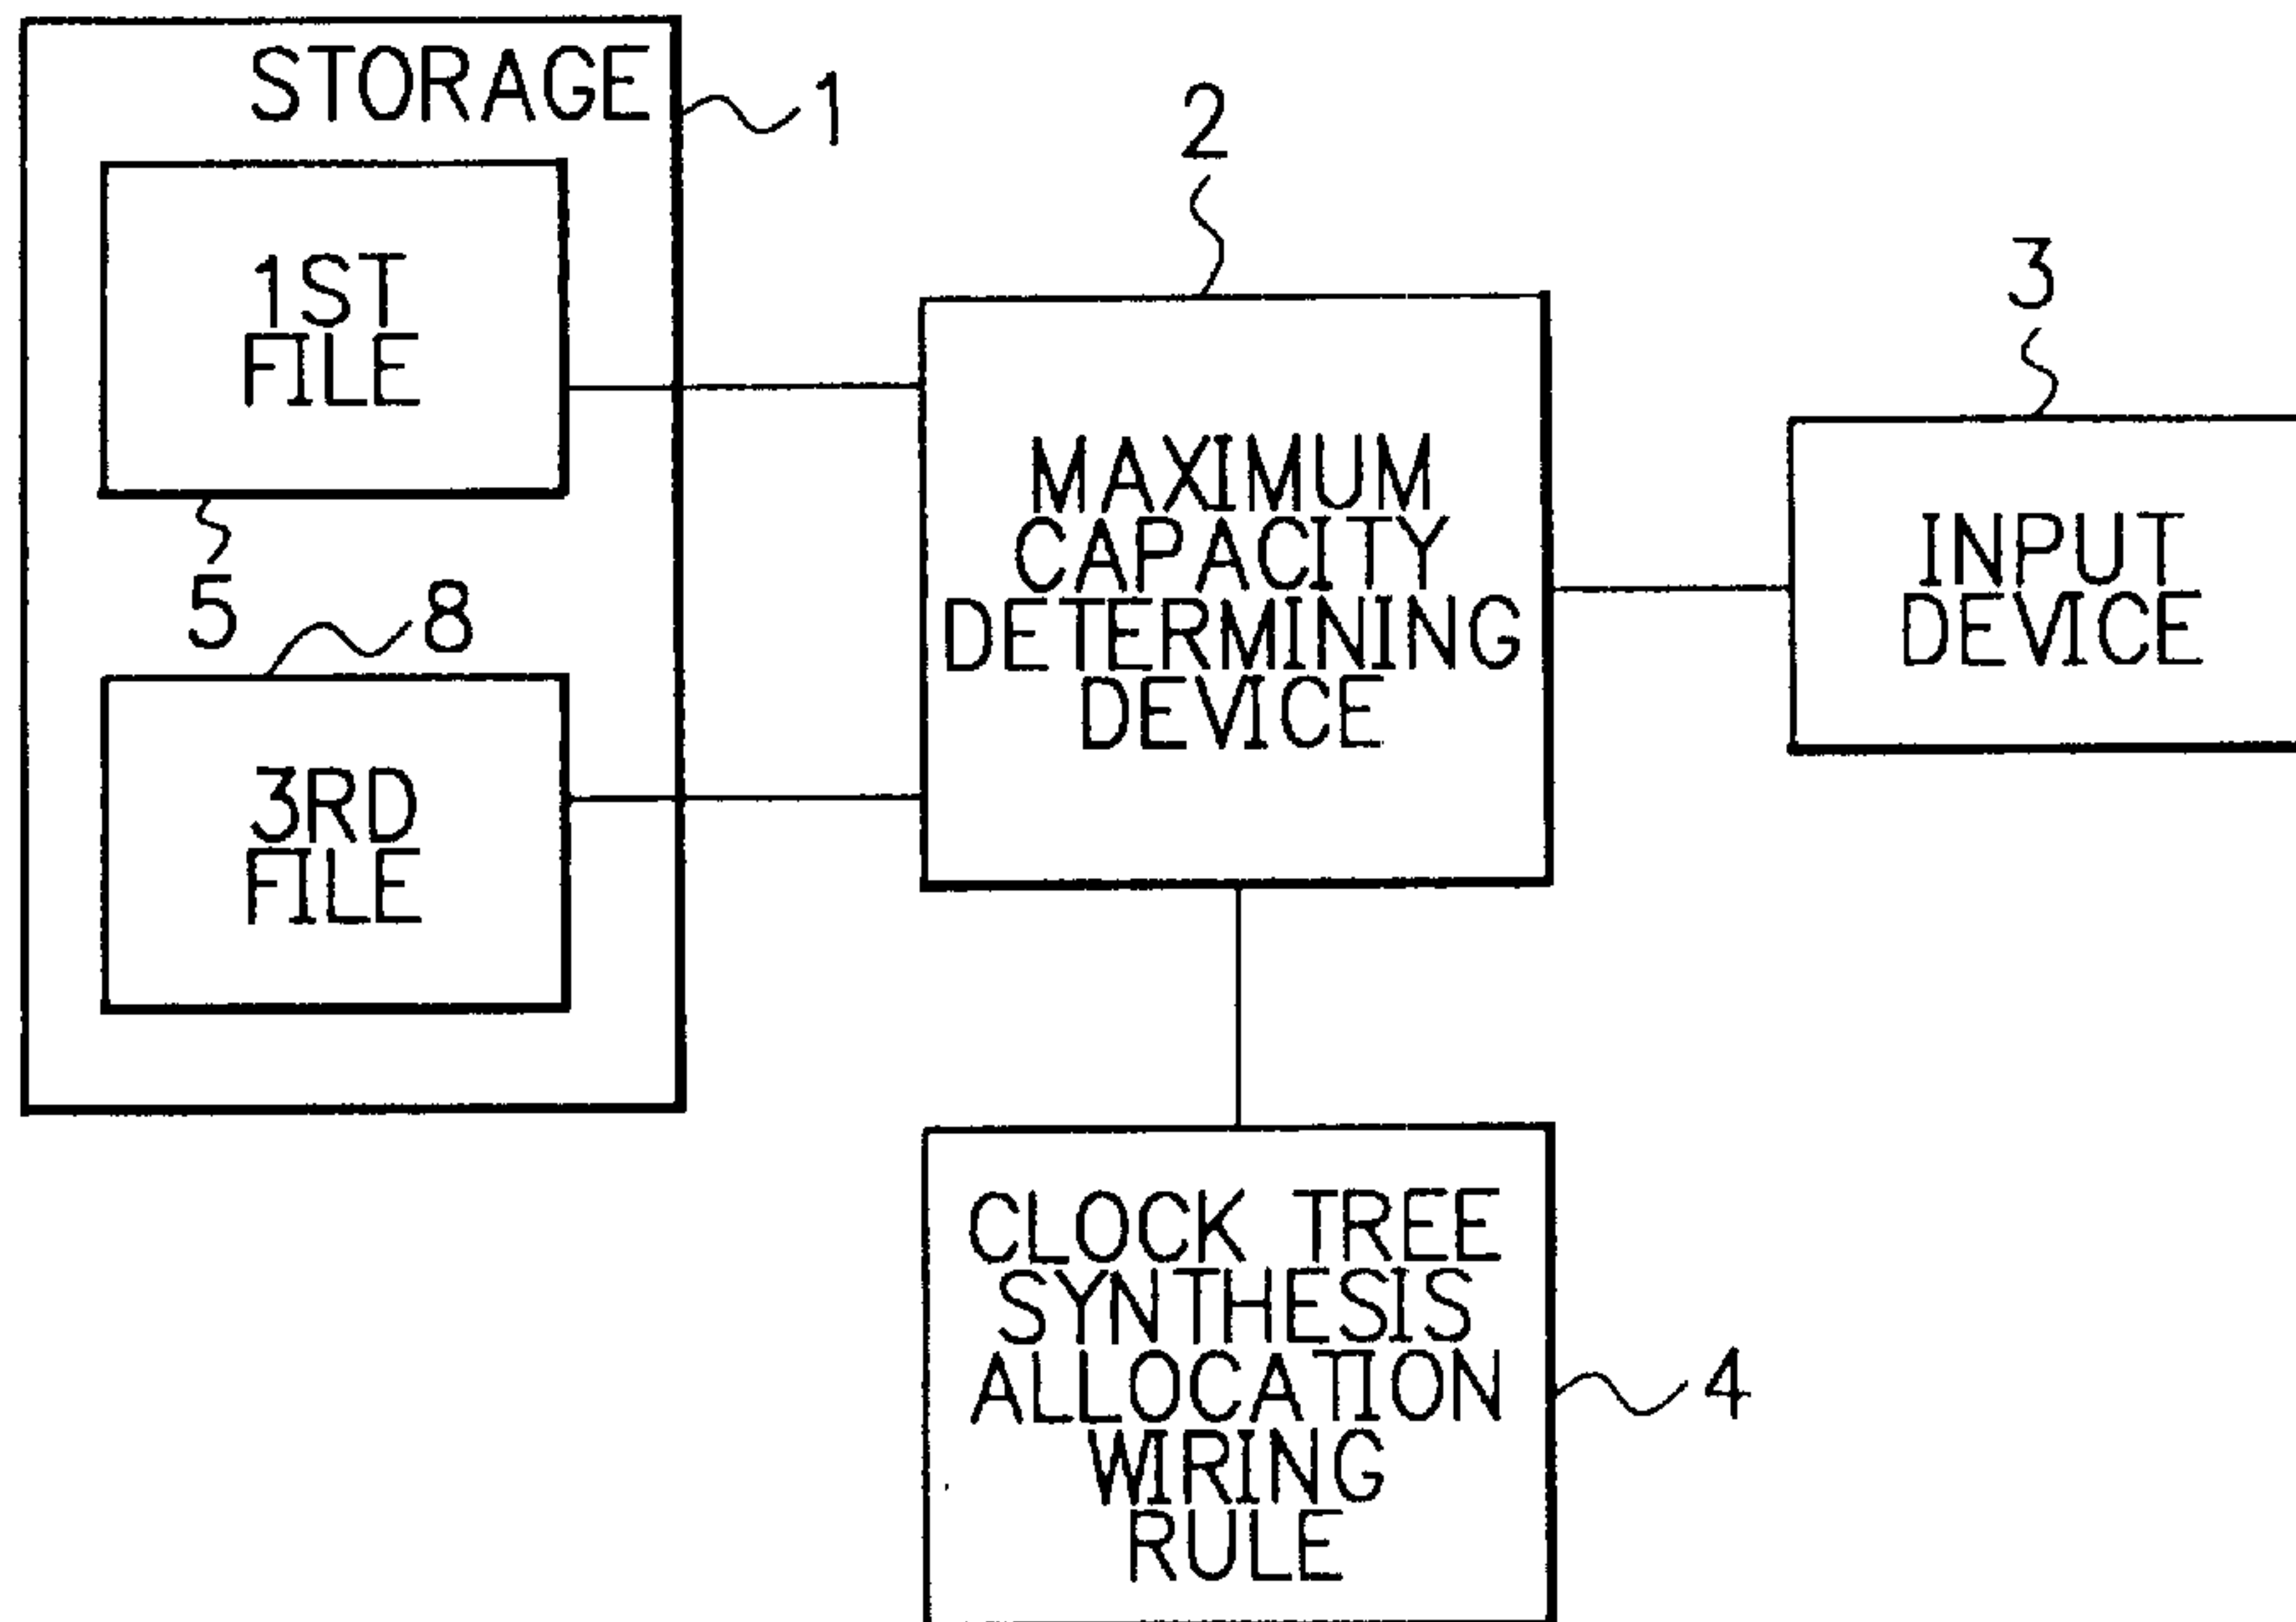 STORAGE
1
1ST
FILE
5
8
3RD
FILE
2
MAXIMUM
CAPACITY
DETERMINING
DEVICE
3
INPUT
DEVICE
CLOCK TREE
SYNTHESIS
ALLOCATION
WIRING
RULE
4